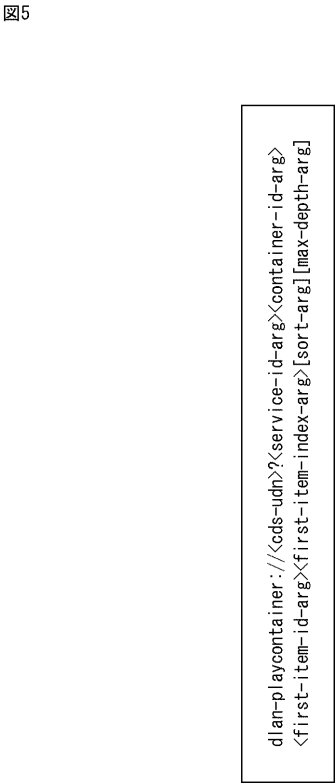 図5
dlan-playcontainer://<cds-udn>?<service-id-arg><container-id-arg>
<first-item-id-arg><first-item-index-arg>[sort-arg][max-depth-arg]